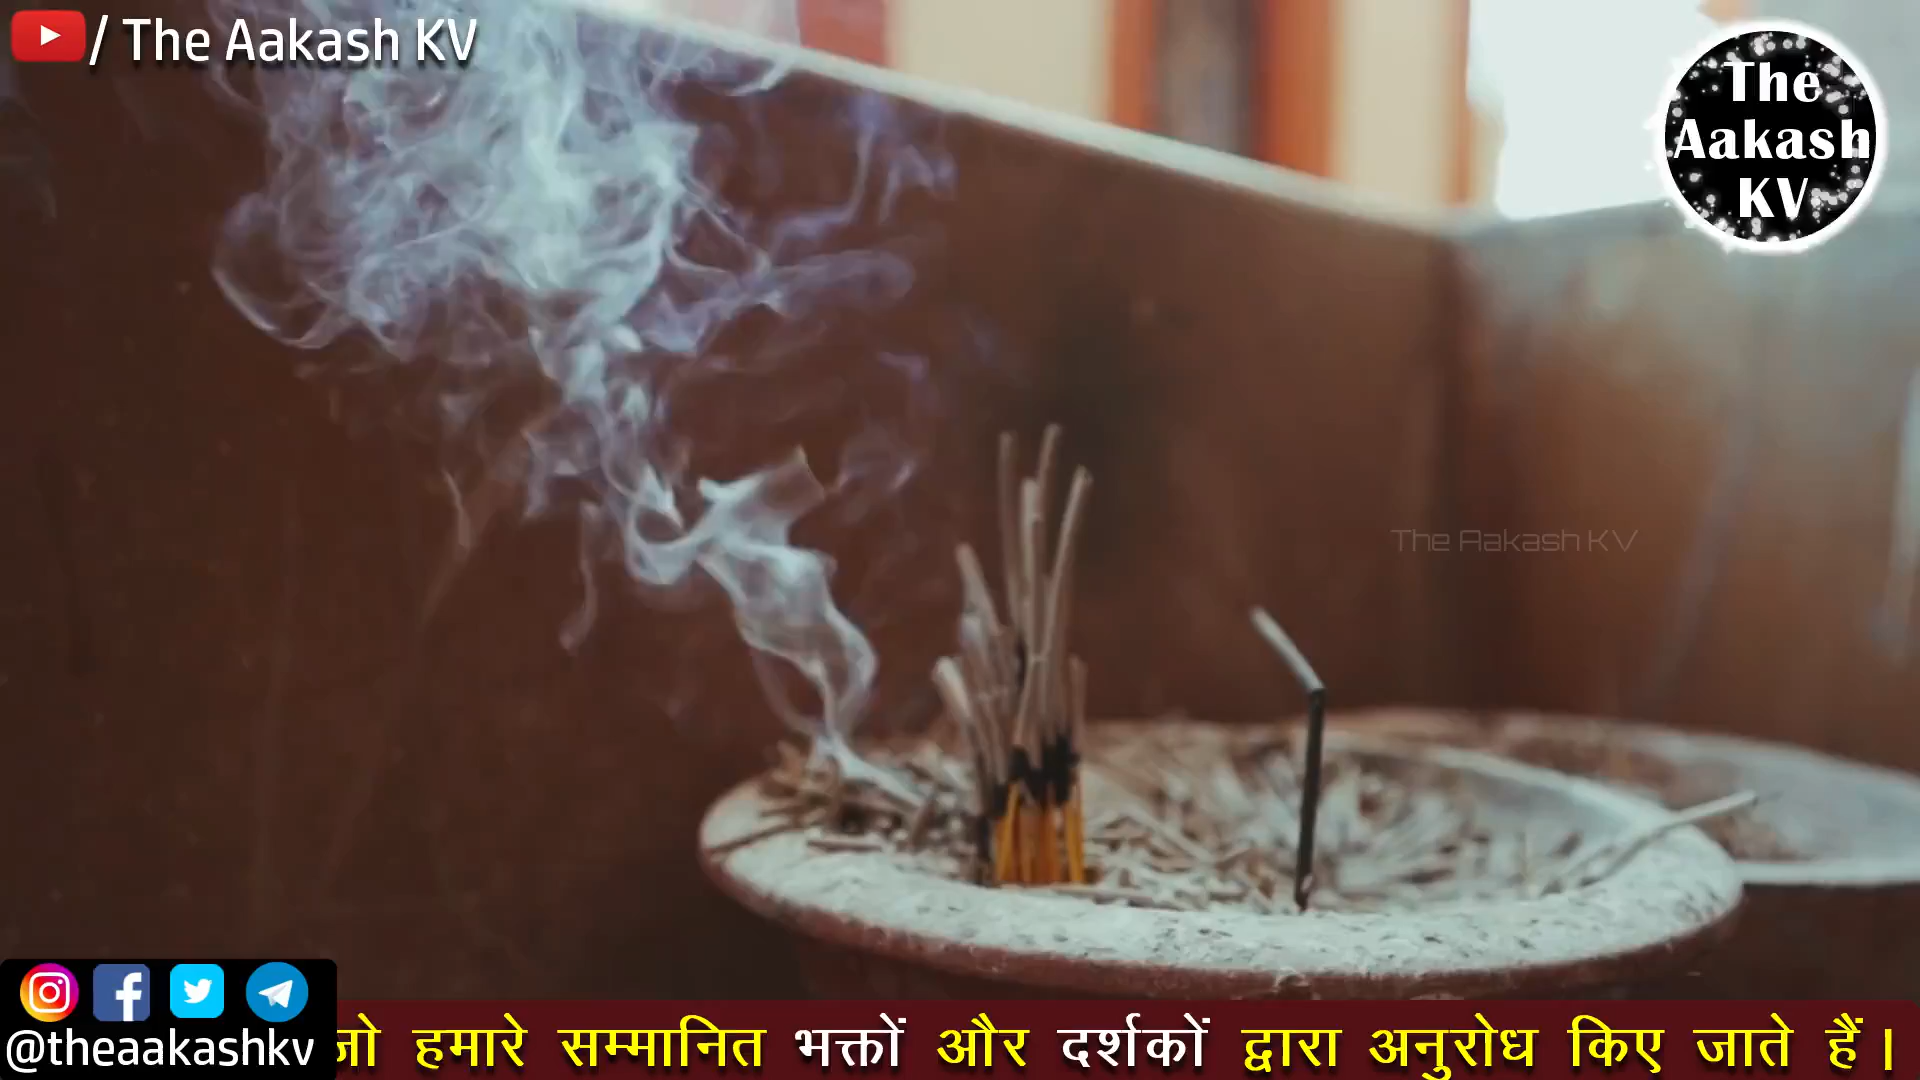 / The Aakash KV
The
Aakash
KV
The Aakash KV
@theaakashkv
जो हमारे सम्मानित भक्तों और दर्शकों द्वारा अनुरोध किए जाते हैं।